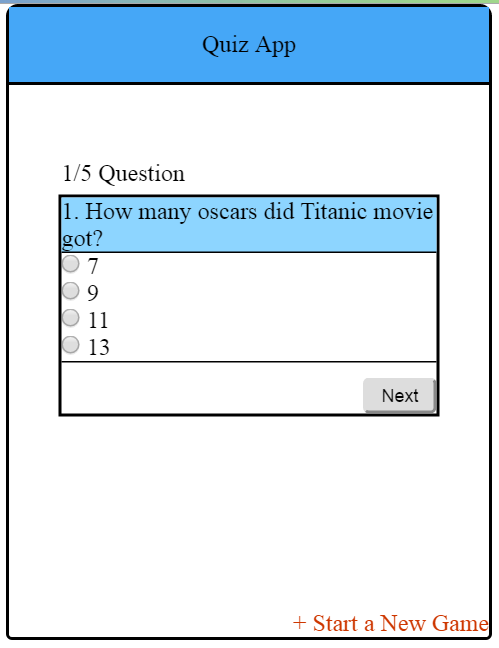 Quiz App
1/5 Question
1. How many oscars did Titanic movie
got?
7
9
11
13
Next
+ Start a New Game